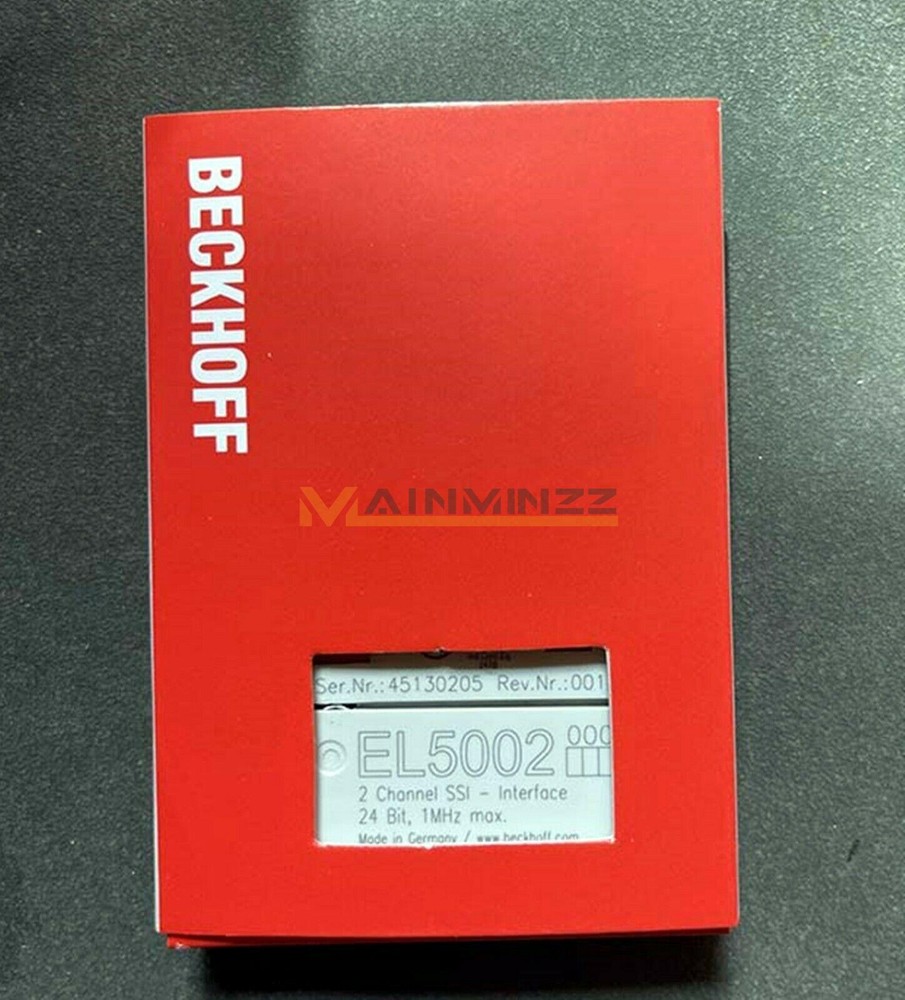 BECKHOFF
MAINMINZZ
Ser.Nr.:45130205 Rev.Nr.:001
EL5002 000
2 Channel SSI - Interface
24 Bit, 1MHz max.
Made in Germany / www.beckhoff.com